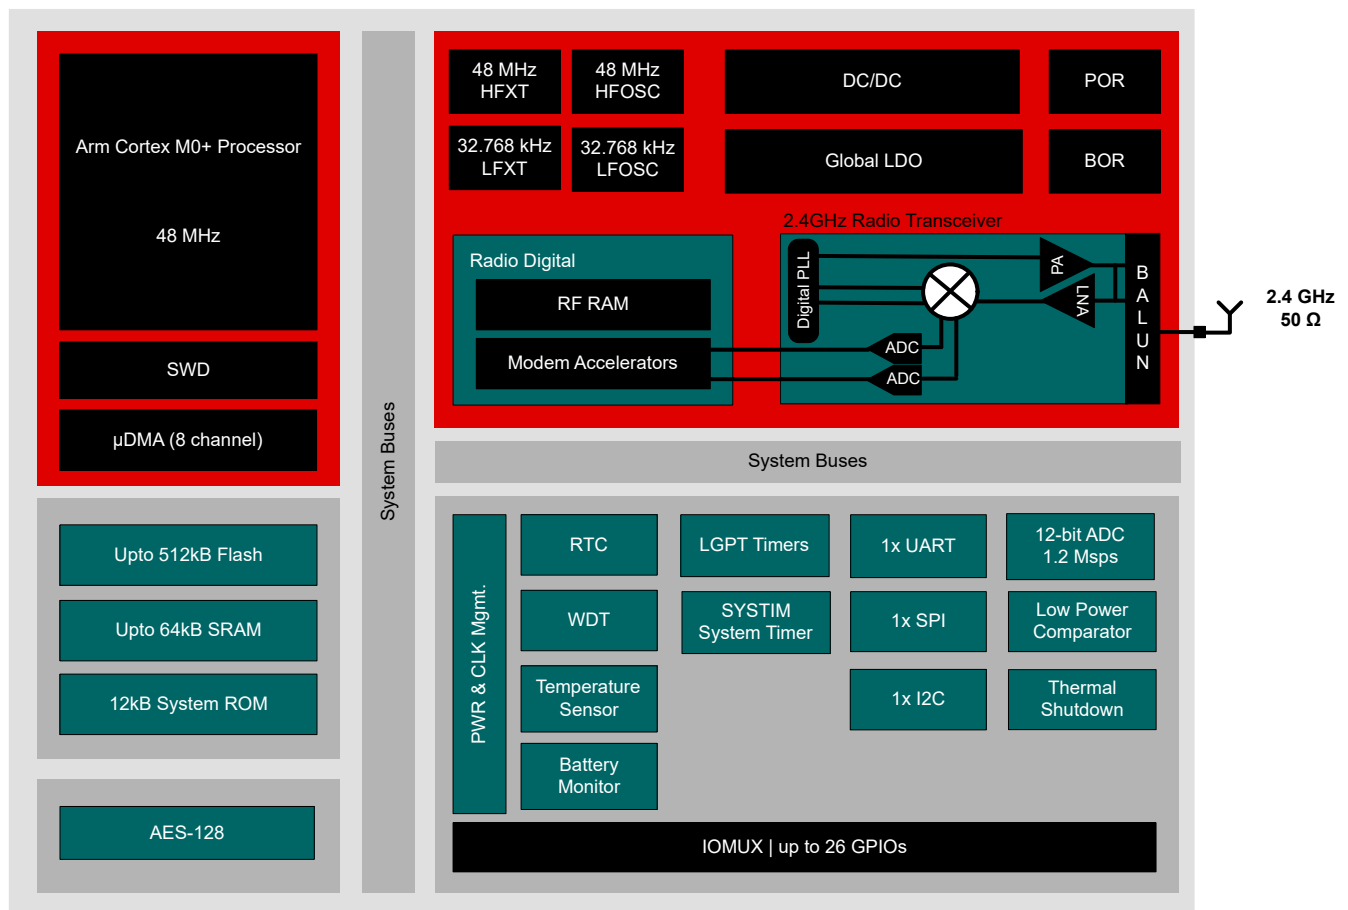 Arm Cortex M0+ Processor
48 MHz
SWD
µDMA (8 channel)
Upto 512kB Flash
Upto 64kB SRAM
12kB System ROM
AES-128
System Buses
48 MHz
HFXT
48 MHz
HFOSC
32.768 kHz
LFXT
32.768 kHz
LFOSC
DC/DC
POR
Global LDO
BOR
Radio Digital
RF RAM
Modem Accelerators
2.4GHz Radio Transceiver
Digital PLL
PA
LNA
ADC
ADC
BALUN
2.4 GHz
50 Ω
System Buses
PWR & CLK Mgmt.
RTC
WDT
Temperature
Sensor
Battery
Monitor
LGPT Timers
SYSTIM
System Timer
1x UART
1x SPI
1x I2C
12-bit ADC
1.2 Msps
Low Power
Comparator
Thermal
Shutdown
IOMUX | up to 26 GPIOs